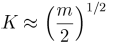 K ≈ (m/2)^{1/2}